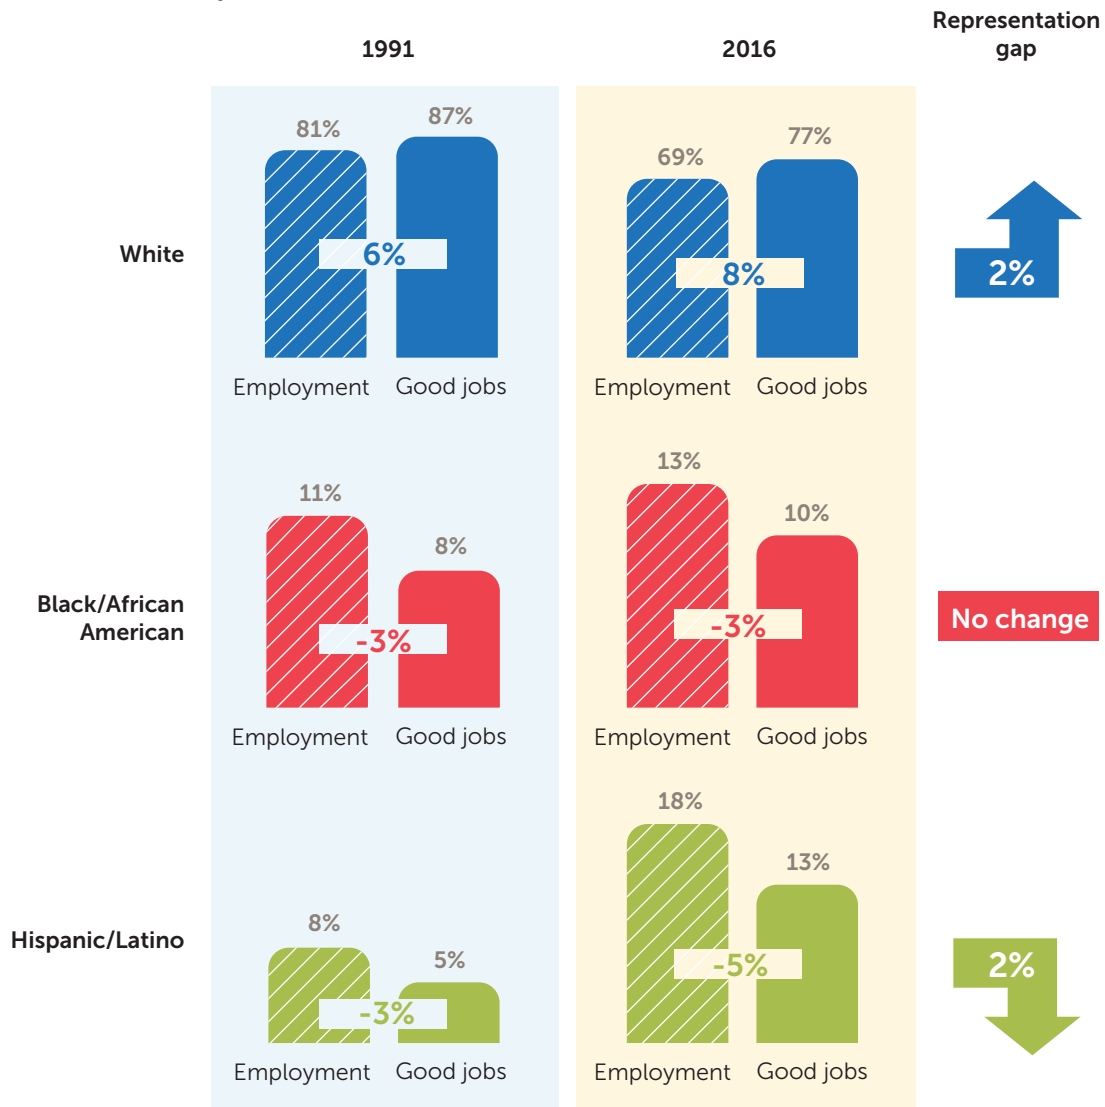 1991
2016
Representation
gap
White
81%
87%
6%
Employment
Good jobs
69%
77%
8%
Employment
Good jobs
2%
Black/African
American
11%
8%
-3%
Employment
Good jobs
13%
10%
-3%
Employment
Good jobs
No change
Hispanic/Latino
8%
5%
-3%
Employment
Good jobs
18%
13%
-5%
Employment
Good jobs
2%